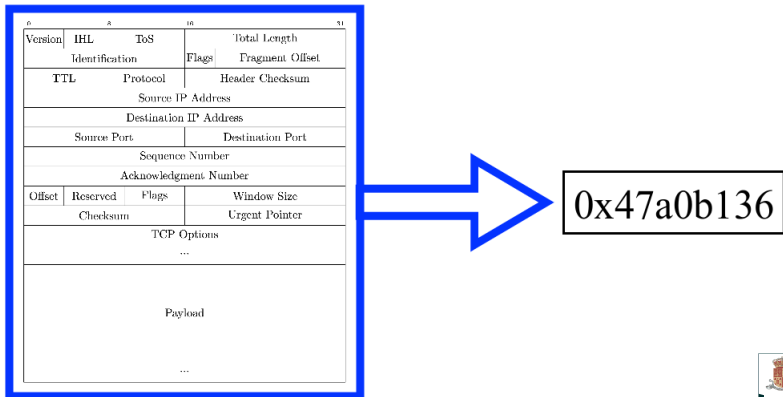 0 8 16 31
Version IHL ToS Total Length
Identification Flags Fragment Offset
TTL Protocol Header Checksum
Source IP Address
Destination IP Address
Source Port Destination Port
Sequence Number
Acknowledgment Number
Offset Reserved Flags Window Size
Checksum Urgent Pointer
TCP Options
...
Payload
...
0x47a0b136